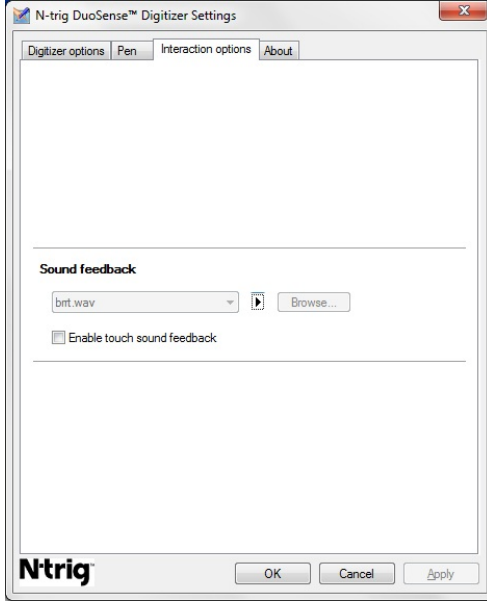 N-trig DuoSense™ Digitizer Settings
Digitizer options Pen Interaction options About
Sound feedback
bnt.wav Browse...
Enable touch sound feedback
N-trig OK Cancel Apply